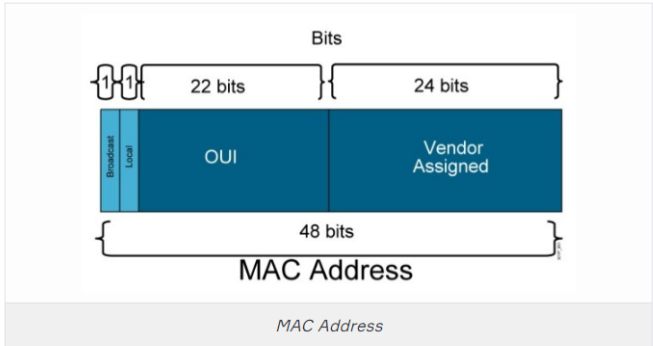 Bits
1 1 22 bits 24 bits
Broadcast
Local
OUI
Vendor
Assigned
48 bits
MAC Address
MAC Address